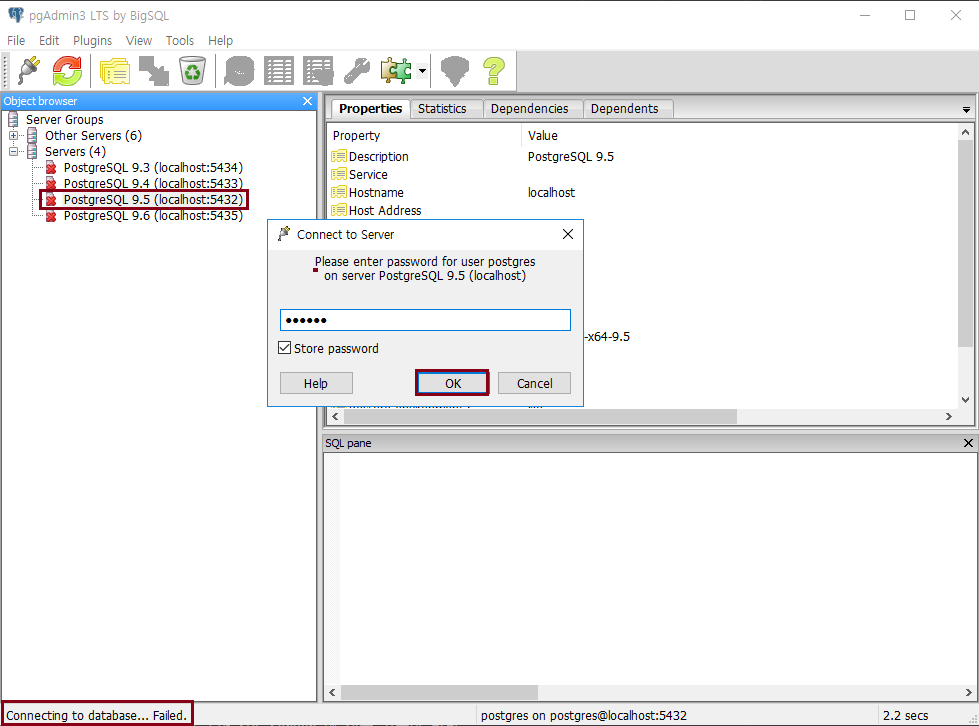 pgAdmin3 LTS by BigSQL
File Edit Plugins View Tools Help
Object browser
Server Groups
Other Servers (6)
Servers (4)
PostgreSQL 9.3 (localhost:5434)
PostgreSQL 9.4 (localhost:5433)
PostgreSQL 9.5 (localhost:5432)
PostgreSQL 9.6 (localhost:5435)
Properties Statistics Dependencies Dependents
Property Value
Description PostgreSQL 9.5
Service
Hostname localhost
Host Address
-x64-9.5
Connect to Server
Please enter password for user postgres
on server PostgreSQL 9.5 (localhost)
●●●●●●
Store password
Help OK Cancel
SQL pane
Connecting to database... Failed.
postgres on postgres@localhost:5432
2.2 secs